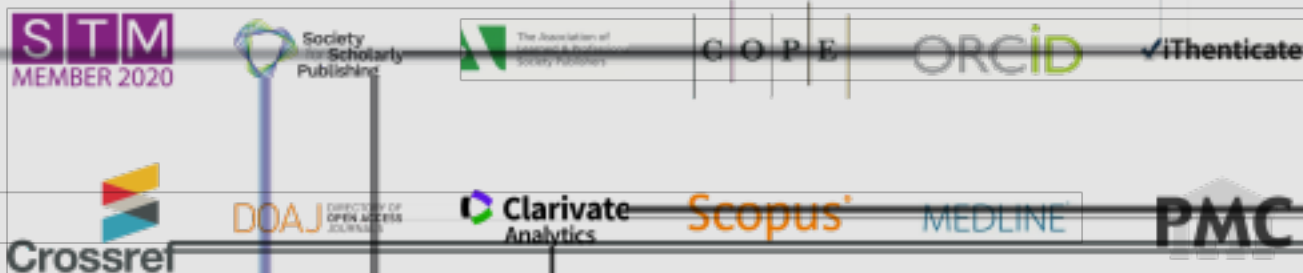 STM
MEMBER 2020
Society
for Scholarly
Publishing
The Association of
Learned & Professional
Society Publishers
COPE
ORCiD
iThenticate
Crossref
DOAJ
DIRECTORY OF
OPEN ACCESS
JOURNALS
Clarivate
Analytics
Scopus®
MEDLINE®
PMC